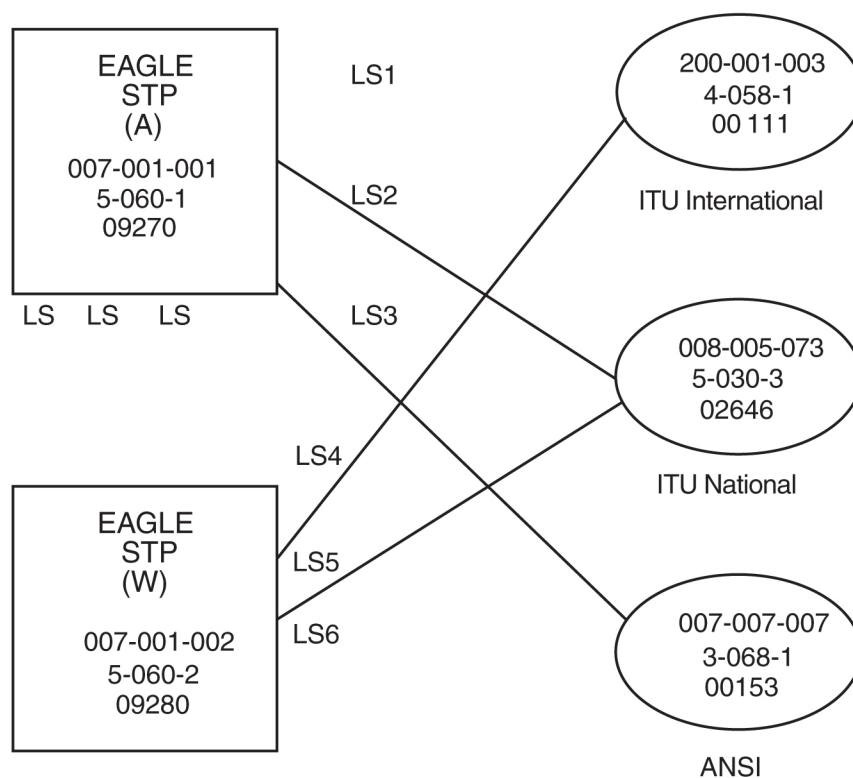 EAGLE
STP
(A)
007-001-001
5-060-1
09270
LS LS LS
LS1
LS2
LS3
LS4
LS5
LS6
EAGLE
STP
(W)
007-001-002
5-060-2
09280
200-001-003
4-058-1
00 111
ITU International
008-005-073
5-030-3
02646
ITU National
007-007-007
3-068-1
00153
ANSI